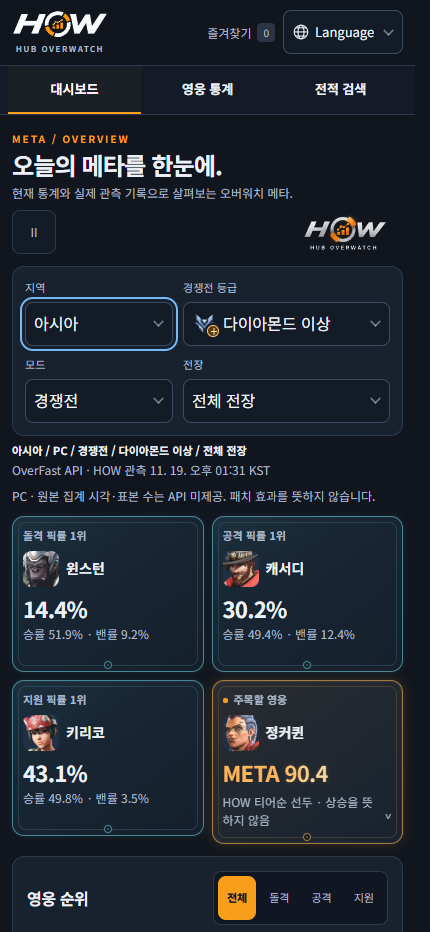 HOW
HUB OVERWATCH
즐겨찾기 0
Language
대시보드 영웅 통계 전적 검색
META / OVERVIEW
오늘의 메타를 한눈에.
현재 통계와 실제 관측 기록으로 살펴보는 오버워치 메타.
HOW
HUB OVERWATCH
지역 경쟁전 등급
아시아 다이아몬드 이상
모드 전장
경쟁전 전체 전장
아시아 / PC / 경쟁전 / 다이아몬드 이상 / 전체 전장
OverFast API · HOW 관측 11. 19. 오후 01:31 KST
PC · 원본 집계 시각·표본 수는 API 미제공. 패치 효과를 뜻하지 않습니다.
돌격 픽률 1위
윈스턴
14.4%
승률 51.9% · 밴률 9.2%
공격 픽률 1위
캐서디
30.2%
승률 49.4% · 밴률 12.4%
지원 픽률 1위
키리코
43.1%
승률 49.8% · 밴률 3.5%
주목할 영웅
정커퀸
META 90.4
HOW 티어순 선두 · 상승을 뜻
하지 않음
영웅 순위
전체 돌격 공격 지원